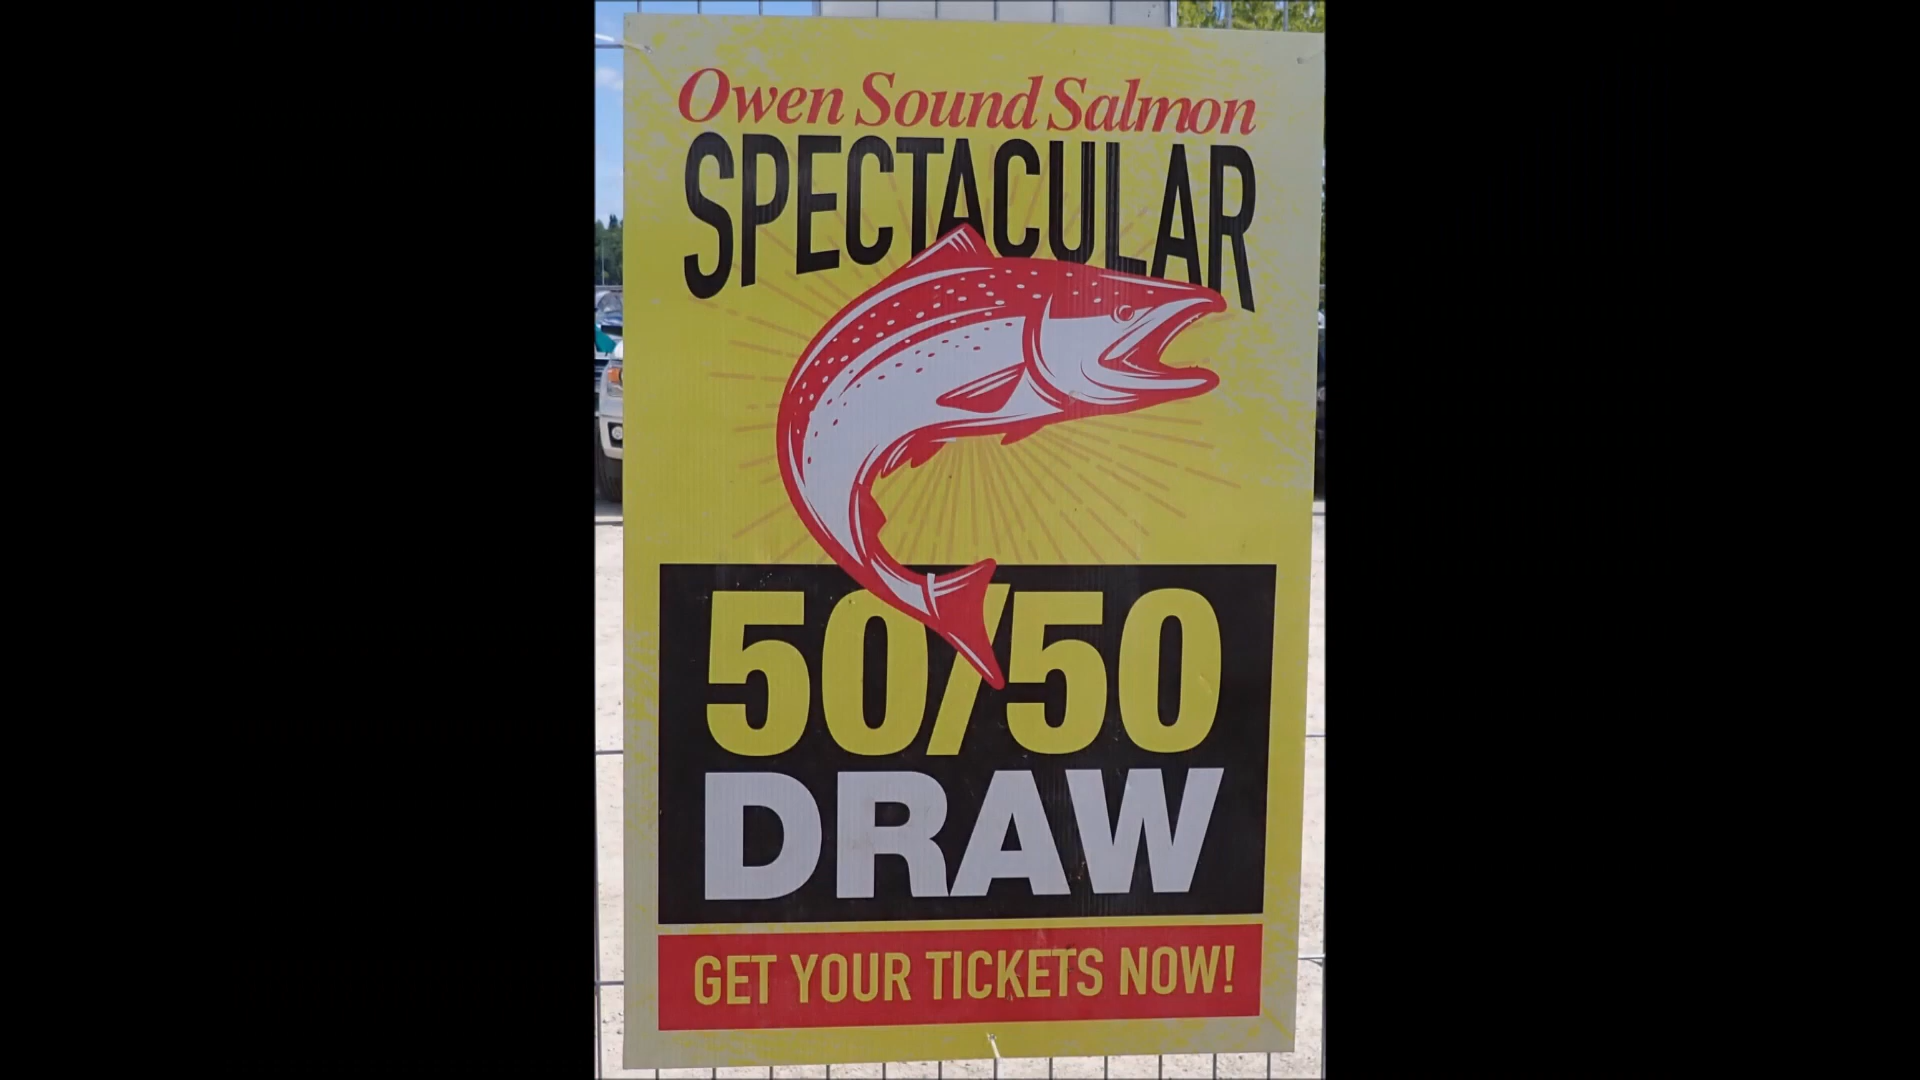 Owen Sound Salmon
SPECTACULAR
50/50
DRAW
GET YOUR TICKETS NOW!